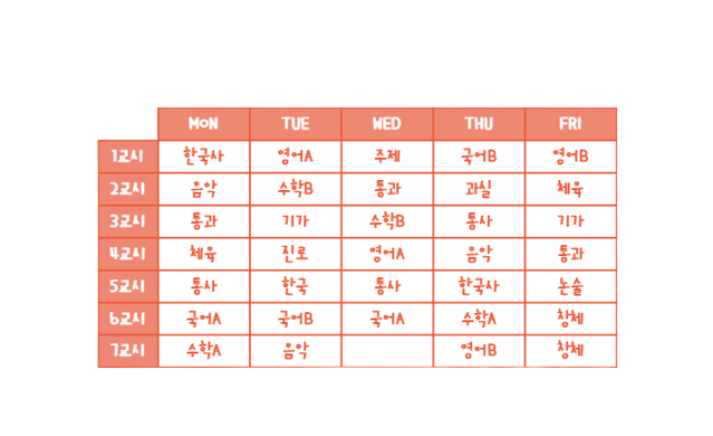 MON TUE WED THU FRI
1교시 한국사 영어A 주제 국어B 영어B
2교시 음악 수학B 통과 과실 체육
3교시 통과 기가 수학B 통사 기가
4교시 체육 진로 영어A 음악 통과
5교시 통사 한국 통사 한국사 논술
6교시 국어A 국어B 국어A 수학A 창체
7교시 수학A 음악 영어B 창체